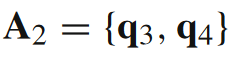 A₂ = {q₃, q₄}